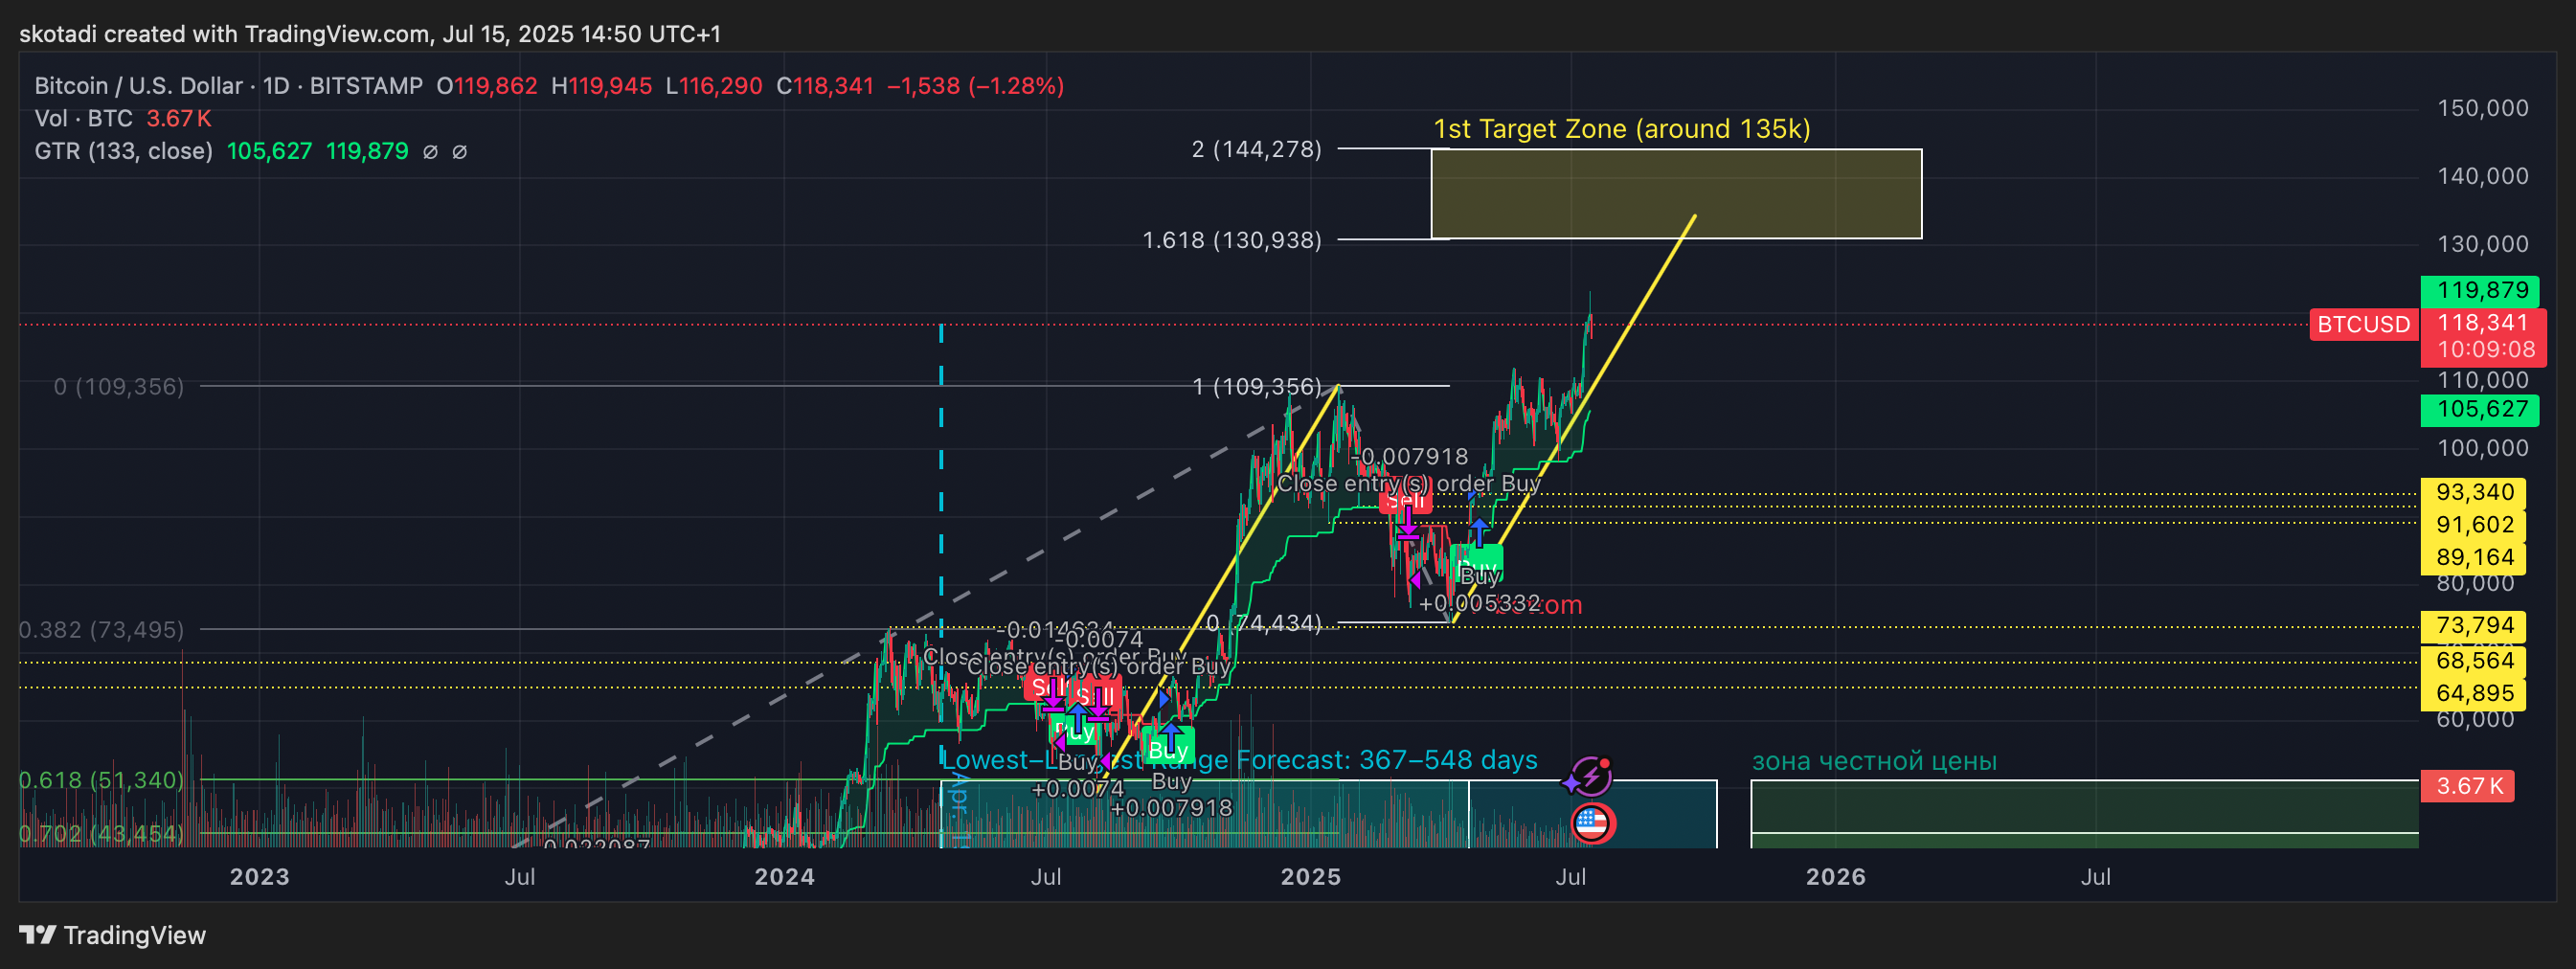 skotadi created with TradingView.com, Jul 15, 2025 14:50 UTC+1
Bitcoin / U.S. Dollar · 1D · BITSTAMP O119,862 H119,945 L116,290 C118,341 −1,538 (−1.28%)
Vol · BTC 3.67 K
GTR (133, close) 105,627 119,879 ∅ ∅
1st Target Zone (around 135k)
2 (144,278)
1.618 (130,938)
0 (109,356)
1 (109,356)
-0.007918
Close entry(s) order Buy
Sell
Buy
Buy
+0.005332
0 (74,434)
0.382 (73,495)
-0.0074
Close entry(s) order Buy
Close entry(s) order Buy
Sell
Buy
Buy
Buy
Buy
+0.0074
+0.007918
Range Forecast: 367–548 days
зона честной цены
0.618 (51,340)
0.702 (43,454)
0.022087
150,000
140,000
130,000
119,879
BTCUSD 118,341
10:09:08
110,000
105,627
100,000
93,340
91,602
89,164
80,000
73,794
68,564
64,895
60,000
3.67 K
2023 Jul 2024 Jul 2025 Jul 2026 Jul
TradingView